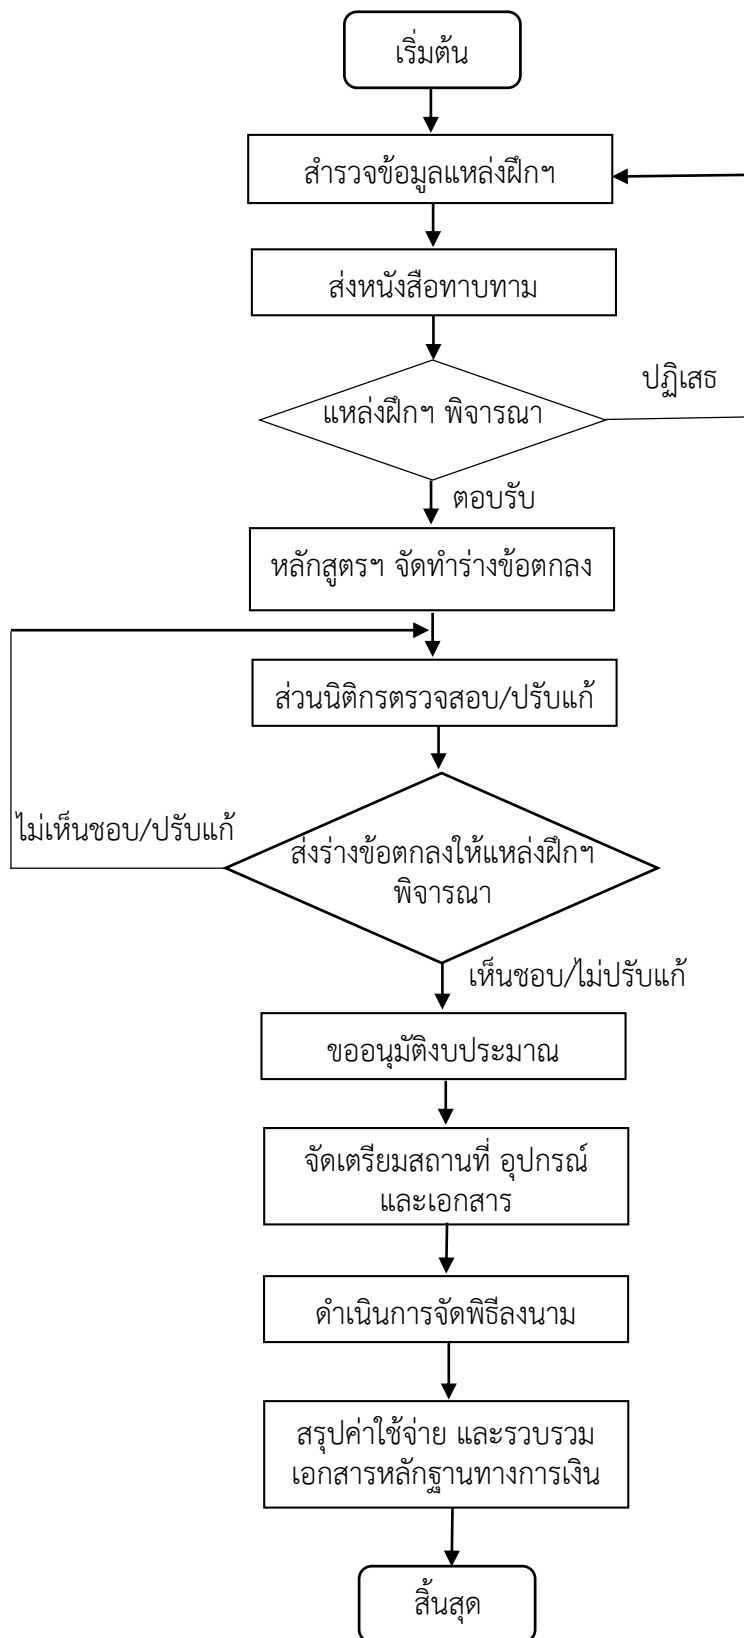 เริ่มต้น
สำรวจข้อมูลแหล่งฝึกฯ
ส่งหนังสือทาบทาม
ปฏิเสธ
แหล่งฝึกฯ พิจารณา
ตอบรับ
หลักสูตรฯ จัดทำร่างข้อตกลง
ส่วนนิติกรตรวจสอบ/ปรับแก้
ไม่เห็นชอบ/ปรับแก้
ส่งร่างข้อตกลงให้แหล่งฝึกฯ
พิจารณา
เห็นชอบ/ไม่ปรับแก้
ขออนุมัติงบประมาณ
จัดเตรียมสถานที่ อุปกรณ์
และเอกสาร
ดำเนินการจัดพิธีลงนาม
สรุปค่าใช้จ่าย และรวบรวม
เอกสารหลักฐานทางการเงิน
สิ้นสุด